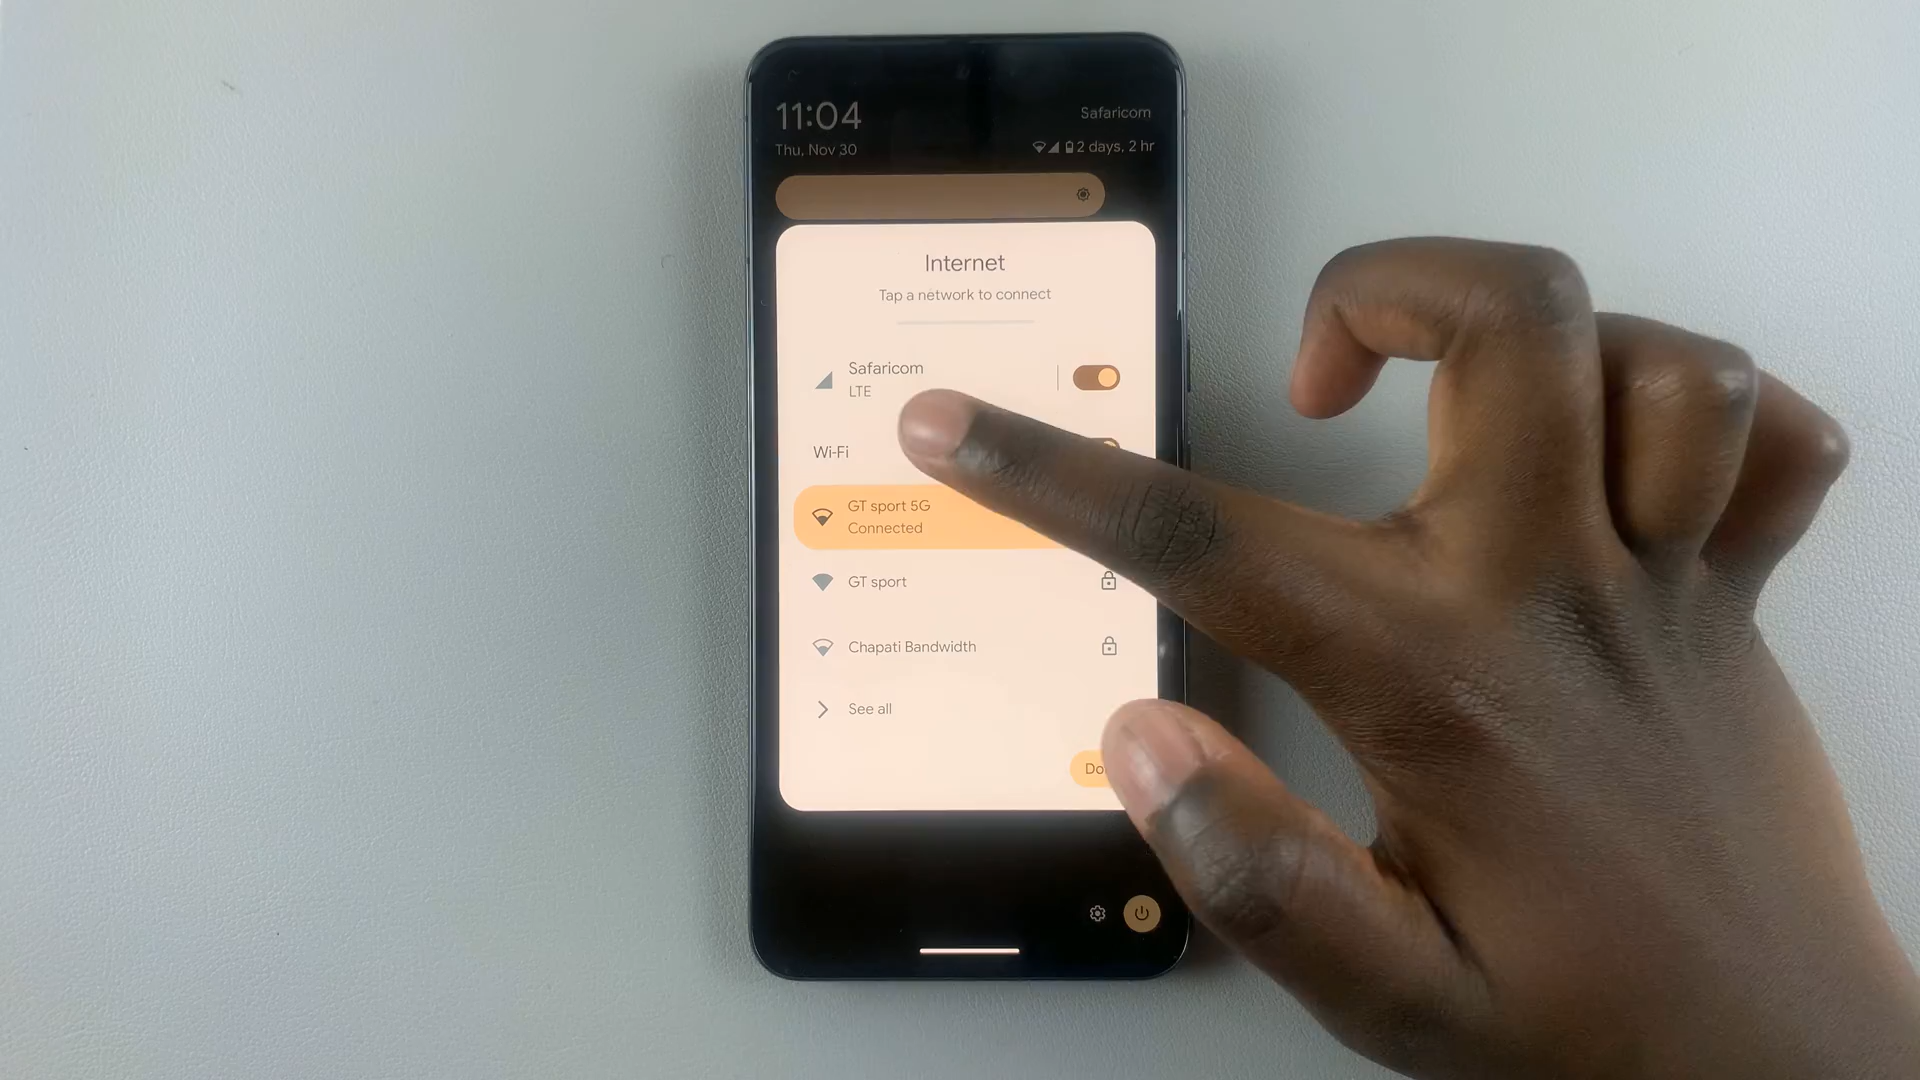 11:04
Safaricom
Thu, Nov 30
2 days, 2 hr
Internet
Tap a network to connect
Safaricom
LTE
Wi-Fi
GT sport 5G
Connected
GT sport
Chapati Bandwidth
See all